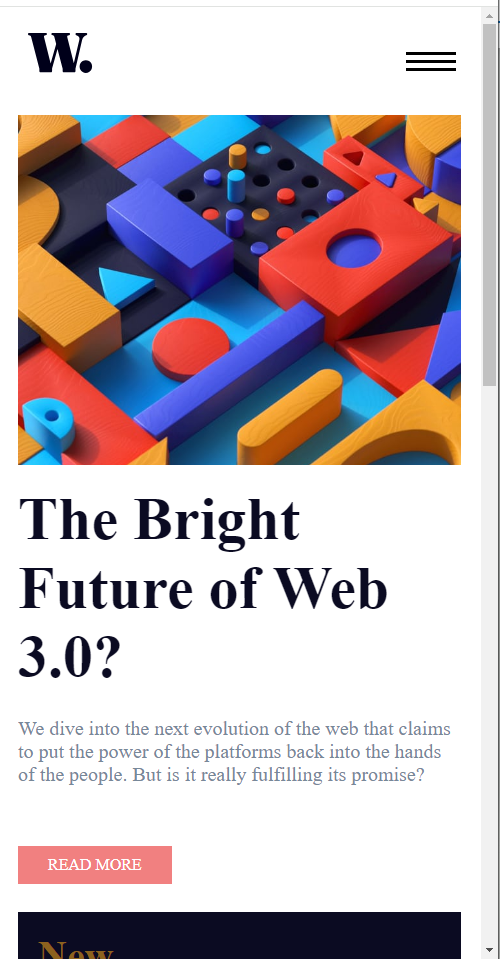 W.
The Bright
Future of Web
3.0?
We dive into the next evolution of the web that claims
to put the power of the platforms back into the hands
of the people. But is it really fulfilling its promise?
READ MORE
New